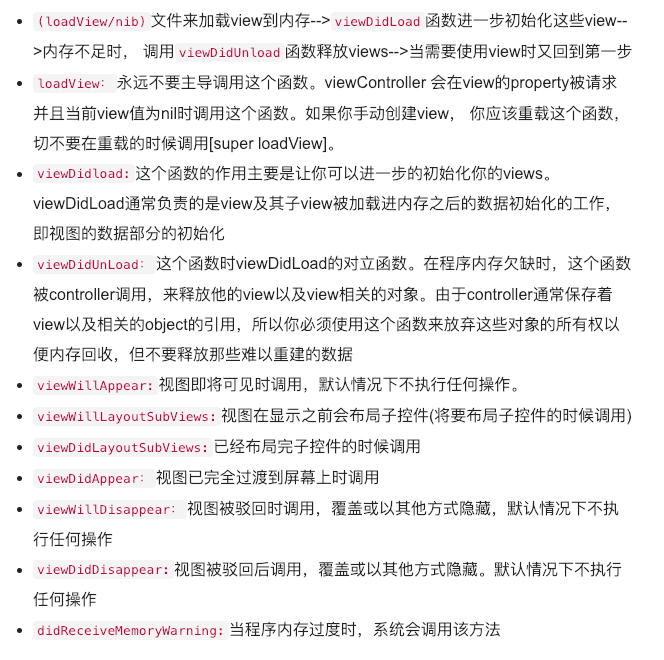 (loadView/nib)文件来加载view到内存-->viewDidLoad函数进一步初始化这些view--
>内存不足时， 调用viewDidUnload函数释放views-->当需要使用view时又回到第一步
loadView： 永远不要主导调用这个函数。viewController 会在view的property被请求
并且当前view值为nil时调用这个函数。如果你手动创建view， 你应该重载这个函数，
切不要在重载的时候调用[super loadView]。
viewDidload:这个函数的作用主要是让你可以进一步的初始化你的views。
viewDidLoad通常负责的是view及其子view被加载进内存之后的数据初始化的工作，
即视图的数据部分的初始化
viewDidUnLoad： 这个函数时viewDidLoad的对立函数。在程序内存欠缺时，这个函数
被controller调用，来释放他的view以及view相关的对象。由于controller通常保存着
view以及相关的object的引用，所以你必须使用这个函数来放弃这些对象的所有权以
便内存回收，但不要释放那些难以重建的数据
viewWillAppear:视图即将可见时调用，默认情况下不执行任何操作。
viewWillLayoutSubViews:视图在显示之前会布局子控件(将要布局子控件的时候调用)
viewDidLayoutSubViews:已经布局完子控件的时候调用
viewDidAppear： 视图已完全过渡到屏幕上时调用
viewWillDisappear： 视图被驳回时调用，覆盖或以其他方式隐藏，默认情况下不执
行任何操作
viewDidDisappear:视图被驳回后调用，覆盖或以其他方式隐藏。默认情况下不执行
任何操作
didReceiveMemoryWarning:当程序内存过度时，系统会调用该方法